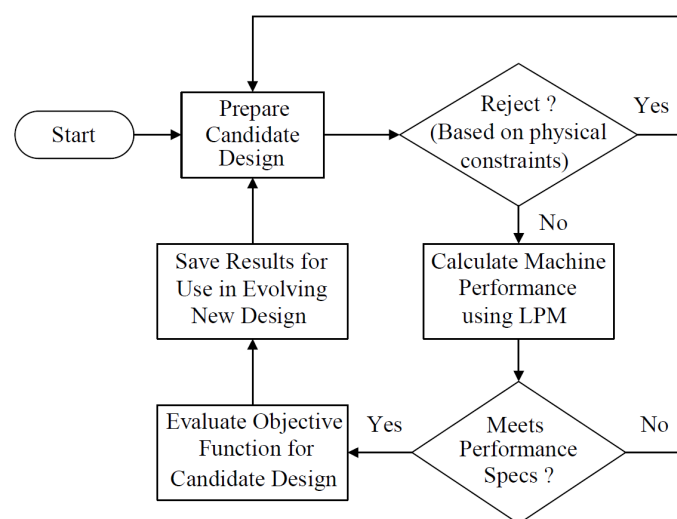 Start
Prepare
Candidate
Design
Reject ?
(Based on physical
constraints)
Yes
No
Calculate Machine
Performance
using LPM
Meets
Performance
Specs ?
No
Yes
Evaluate Objective
Function for
Candidate Design
Save Results for
Use in Evolving
New Design